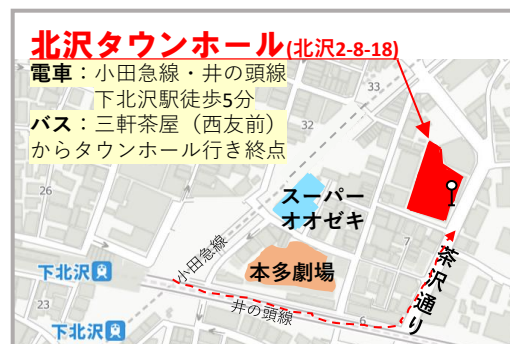 北沢タウンホール(北沢2-8-18)
電車：小田急線・井の頭線
下北沢駅徒歩5分
バス：三軒茶屋（西友前）
からタウンホール行き終点
33
32
26
スーパー
オオゼキ
7
小田急線
本多劇場
茶沢通り
下北沢
23
井の頭線
6
下北沢